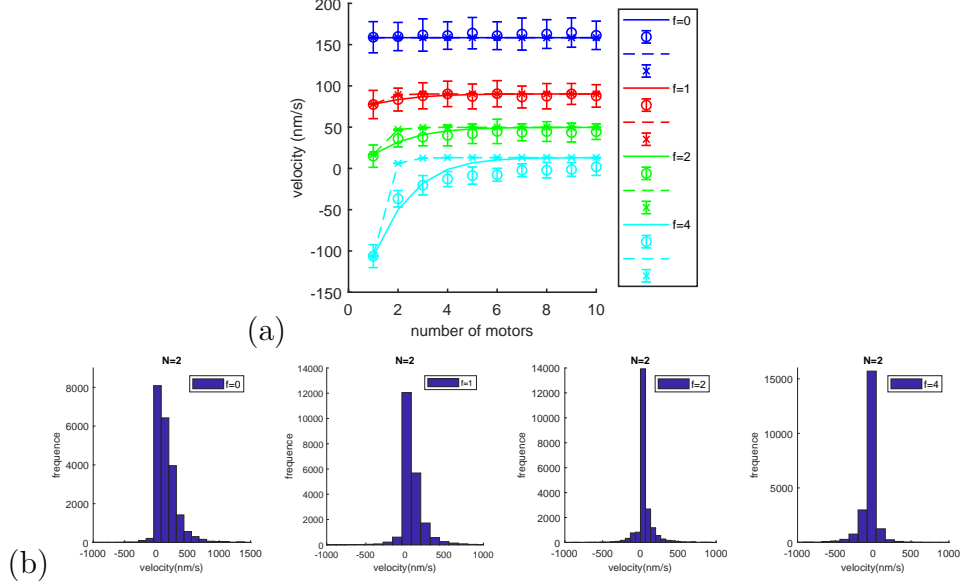 200
150
100
50
0
-50
-100
-150
velocity (nm/s)
0
2
4
6
8
10
number of motors
f=0
f=1
f=2
f=4
(a)
N=2
f=0
8000
6000
4000
2000
0
frequence
-1000
-500
0
500
1000
1500
velocity(nm/s)
N=2
f=1
14000
12000
10000
8000
6000
4000
2000
0
frequence
-1000
-500
0
500
1000
velocity(nm/s)
N=2
f=2
14000
12000
10000
8000
6000
4000
2000
0
frequence
-1000
-500
0
500
1000
velocity(nm/s)
N=2
f=4
15000
10000
5000
0
frequence
-1000
-500
0
500
1000
velocity(nm/s)
(b)